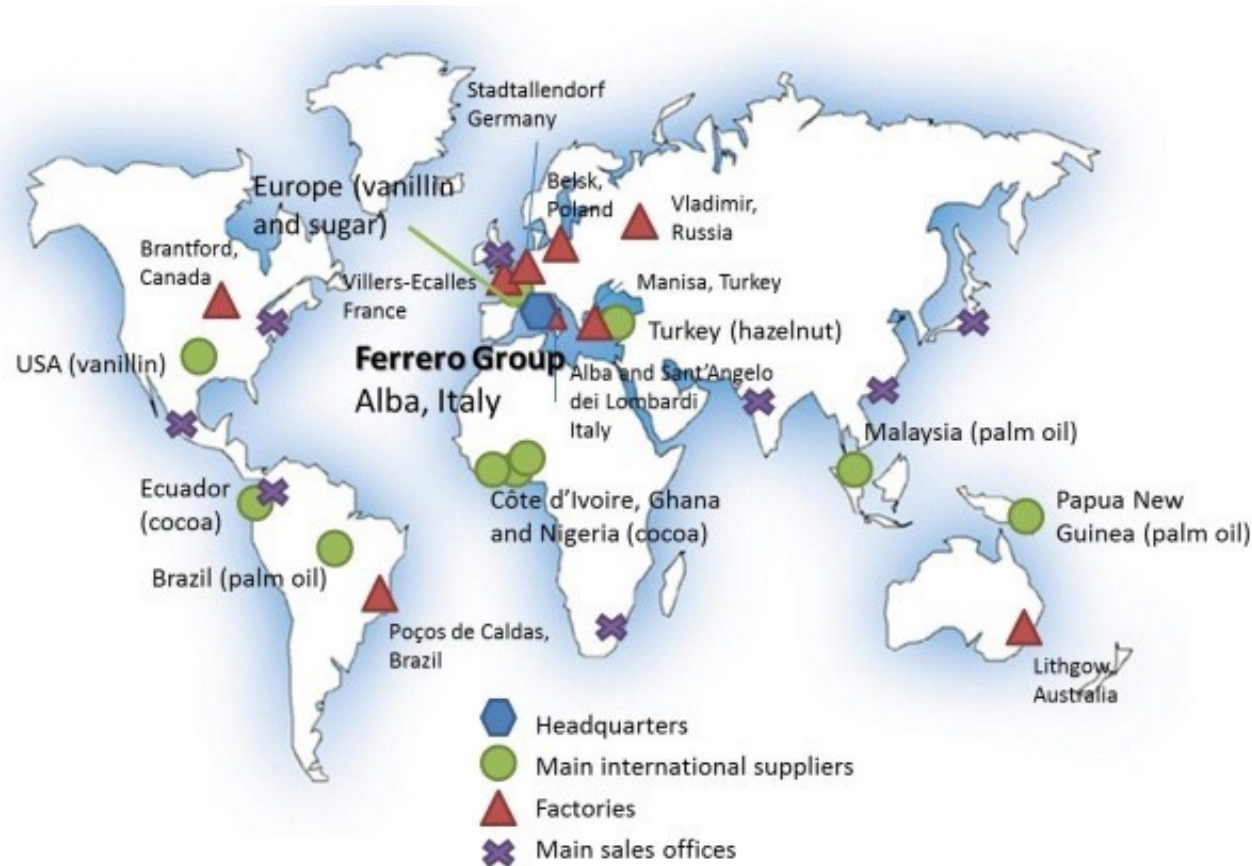 Stadtallendorf
Germany
Europe (vanillin
and sugar)
Belsk,
Poland
Vladimir,
Russia
Brantford,
Canada
Villers-Ecalles
France
Manisa, Turkey
Turkey (hazelnut)
USA (vanillin)
Ferrero Group
Alba, Italy
Alba and Sant'Angelo
dei Lombardi
Italy
Malaysia (palm oil)
Ecuador
(cocoa)
Côte d'Ivoire, Ghana
and Nigeria (cocoa)
Papua New
Guinea (palm oil)
Brazil (palm oil)
Poços de Caldas,
Brazil
Lithgow,
Australia
Headquarters
Main international suppliers
Factories
Main sales offices